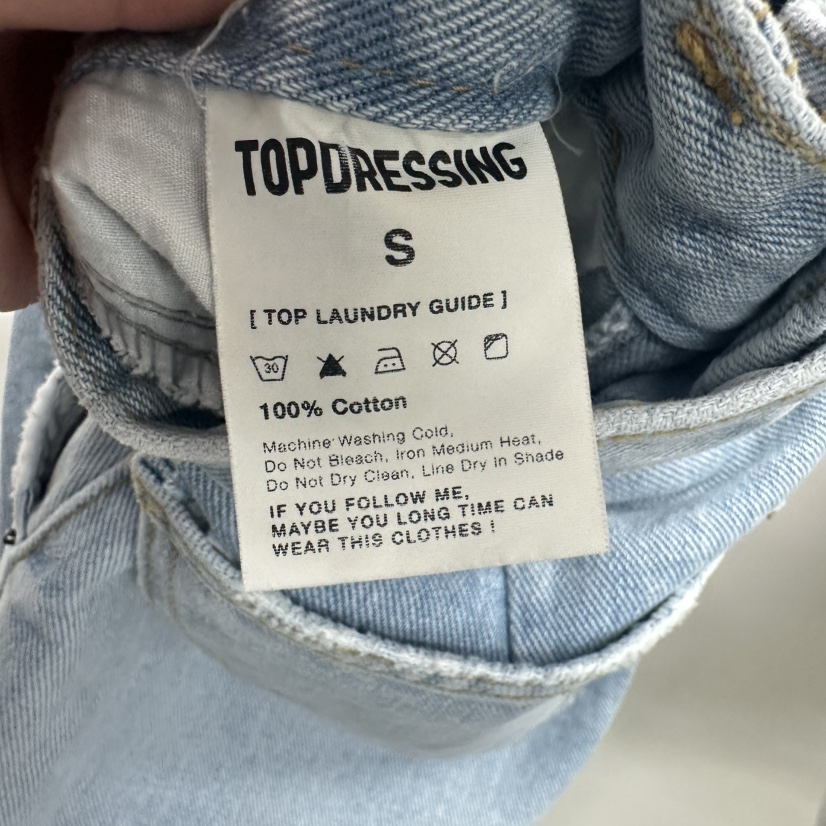 TOPDRESSING
S
[ TOP LAUNDRY GUIDE ]
30
100% Cotton
Machine Washing Cold,
Do Not Bleach, Iron Medium Heat,
Do Not Dry Clean, Line Dry in Shade
IF YOU FOLLOW ME,
MAYBE YOU LONG TIME CAN
WEAR THIS CLOTHES !